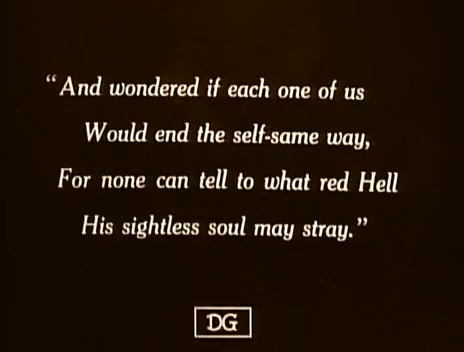 “And wondered if each one of us
Would end the self-same way,
For none can tell to what red Hell
His sightless soul may stray.”
DG